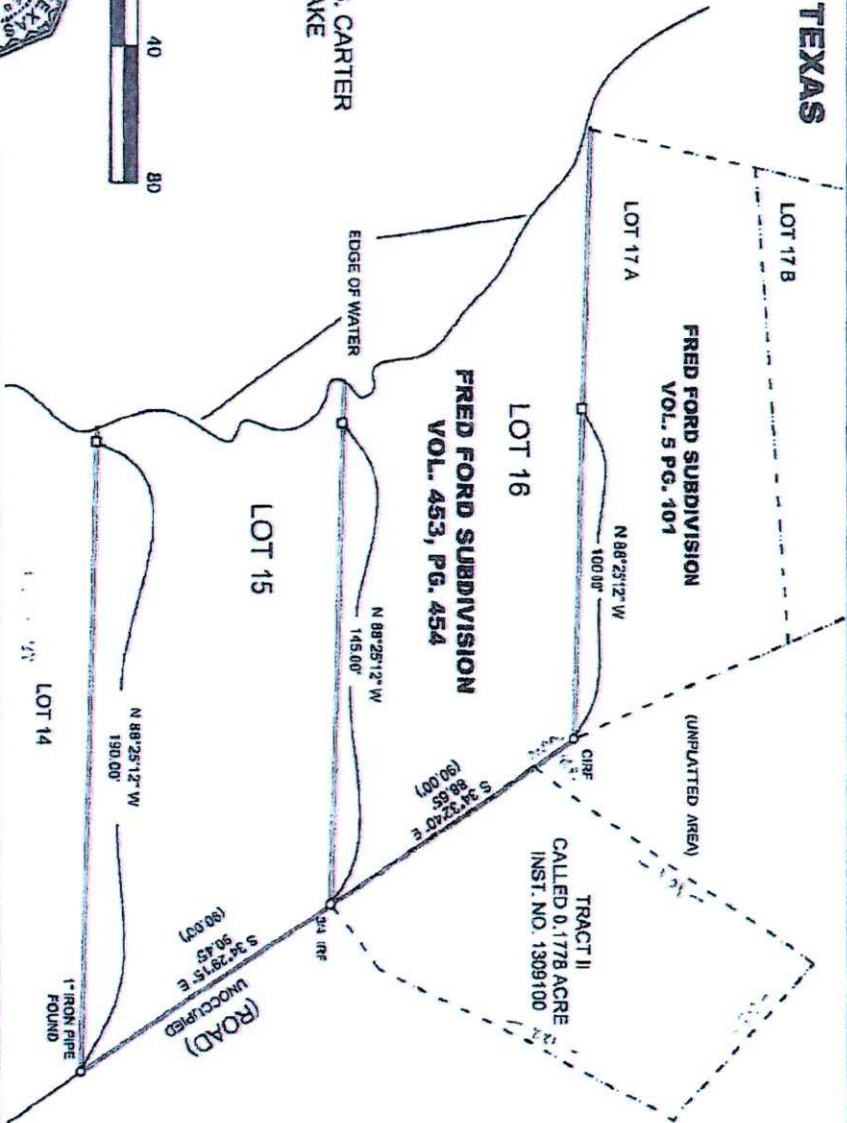 TEXAS
LOT 17 B
LOT 17 A
FRED FORD SUBDIVISION
VOL. 5 PG. 101
N 88°25'12" W
100.00'
(UNPLATTED AREA)
CIRF
CARTER
40
80
EDGE OF WATER
LOT 16
FRED FORD SUBDIVISION
VOL. 453, PG. 454
S 34°32'40" E
88.65'
(90.00')
TRACT II
CALLED 0.1778 ACRE
INST. NO. 1309100
N 88°25'12" W
145.00'
3/4 IRF
LOT 15
S 34°29'15" E
90.45'
(90.00')
UNOCCUPIED
(ROAD)
N 88°25'12" W
190.00'
LOT 14
1" IRON PIPE
FOUND